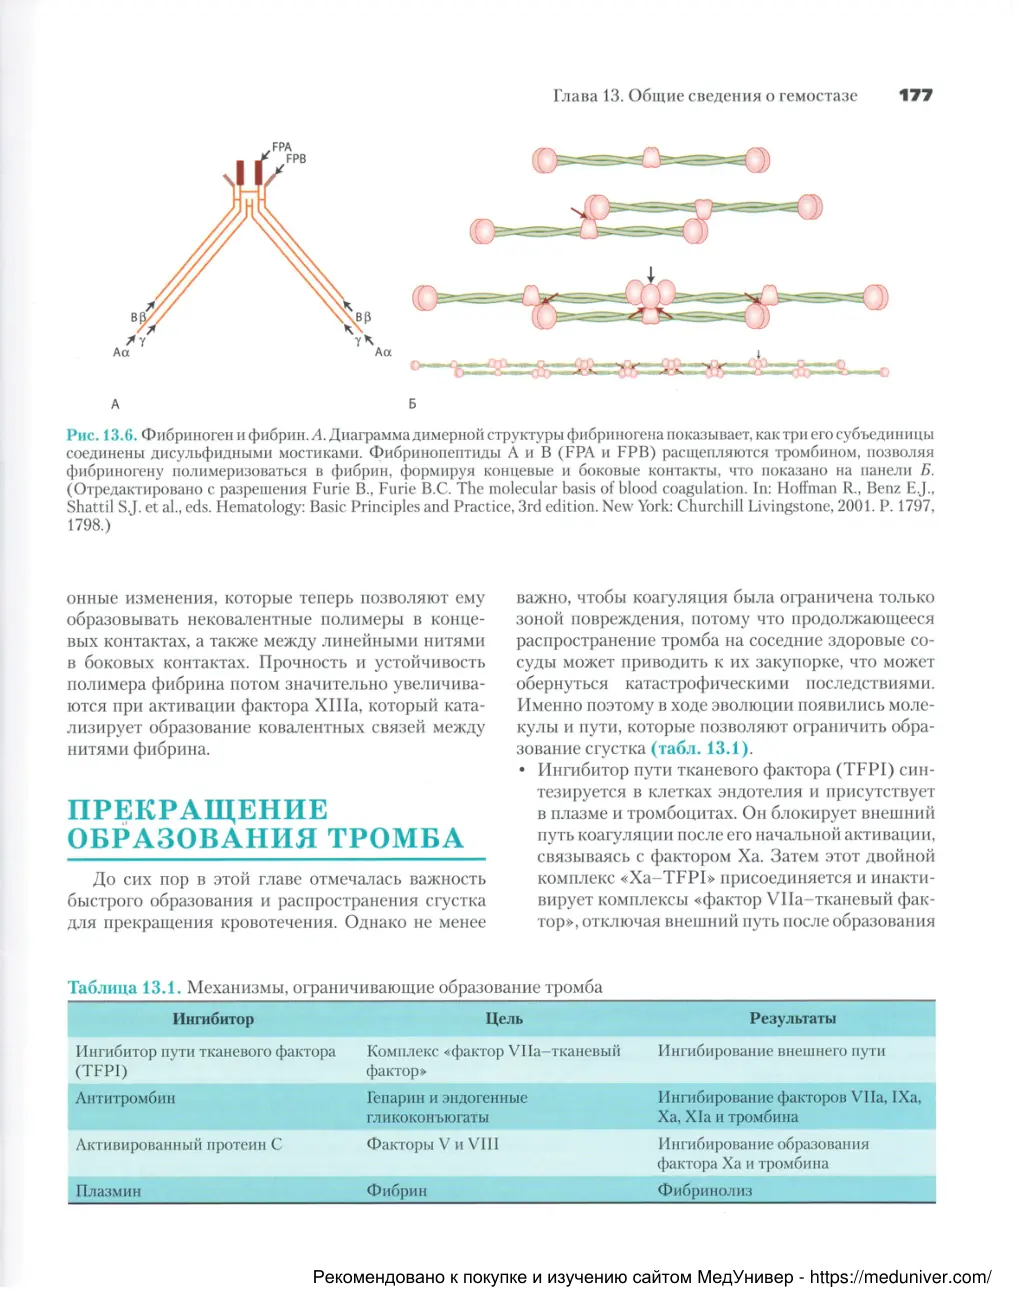 Глава 13. Общие сведения о гемостазе 177
FPA
FPB
Bβ
γ
Aα
Bβ
γ
Aα
А
Б
Рис. 13.6. Фибриноген и фибрин. А. Диаграмма димерной структуры фибриногена показывает, как три его субъединицы
соединены дисульфидными мостиками. Фибринопептиды А и В (FPA и FPB) расщепляются тромбином, позволяя
фибриногену полимеризоваться в фибрин, формируя концевые и боковые контакты, что показано на панели Б.
(Отредактировано с разрешения Furie B., Furie B.C. The molecular basis of blood coagulation. In: Hoffman R., Benz E.J.,
Shattil S.J. et al., eds. Hematology: Basic Principles and Practice, 3rd edition. New York: Churchill Livingstone, 2001. P. 1797,
1798.)
онные изменения, которые теперь позволяют ему
образовывать нековалентные полимеры в конце-
вых контактах, а также между линейными нитями
в боковых контактах. Прочность и устойчивость
полимера фибрина потом значительно увеличива-
ются при активации фактора XIIIa, который ката-
лизирует образование ковалентных связей между
нитями фибрина.
ПРЕКРАЩЕНИЕ
ОБРАЗОВАНИЯ ТРОМБА
До сих пор в этой главе отмечалась важность
быстрого образования и распространения сгустка
для прекращения кровотечения. Однако не менее
важно, чтобы коагуляция была ограничена только
зоной повреждения, потому что продолжающееся
распространение тромба на соседние здоровые со-
суды может приводить к их закупорке, что может
обернуться катастрофическими последствиями.
Именно поэтому в ходе эволюции появились моле-
кулы и пути, которые позволяют ограничить обра-
зование сгустка (табл. 13.1).
• Ингибитор пути тканевого фактора (TFPI) син-
тезируется в клетках эндотелия и присутствует
в плазме и тромбоцитах. Он блокирует внешний
путь коагуляции после его начальной активации,
связываясь с фактором Xa. Затем этот двойной
комплекс «Xa–TFPI» присоединяется и инакти-
вирует комплексы «фактор VIIa–тканевый фак-
тор», отключая внешний путь после образования
Таблица 13.1. Механизмы, ограничивающие образование тромба
Ингибитор Цель Результаты
Ингибитор пути тканевого фактора Комплекс «фактор VIIa–тканевый Ингибирование внешнего пути
(TFPI) фактор»
Антитромбин Гепарин и эндогенные Ингибирование факторов VIIa, IXa,
гликоконъюгаты Xa, XIa и тромбина
Активированный протеин С Факторы V и VIII Ингибирование образования
фактора Xa и тромбина
Плазмин Фибрин Фибринолиз
Рекомендовано к покупке и изучению сайтом МедУнивер - https://meduniver.com/